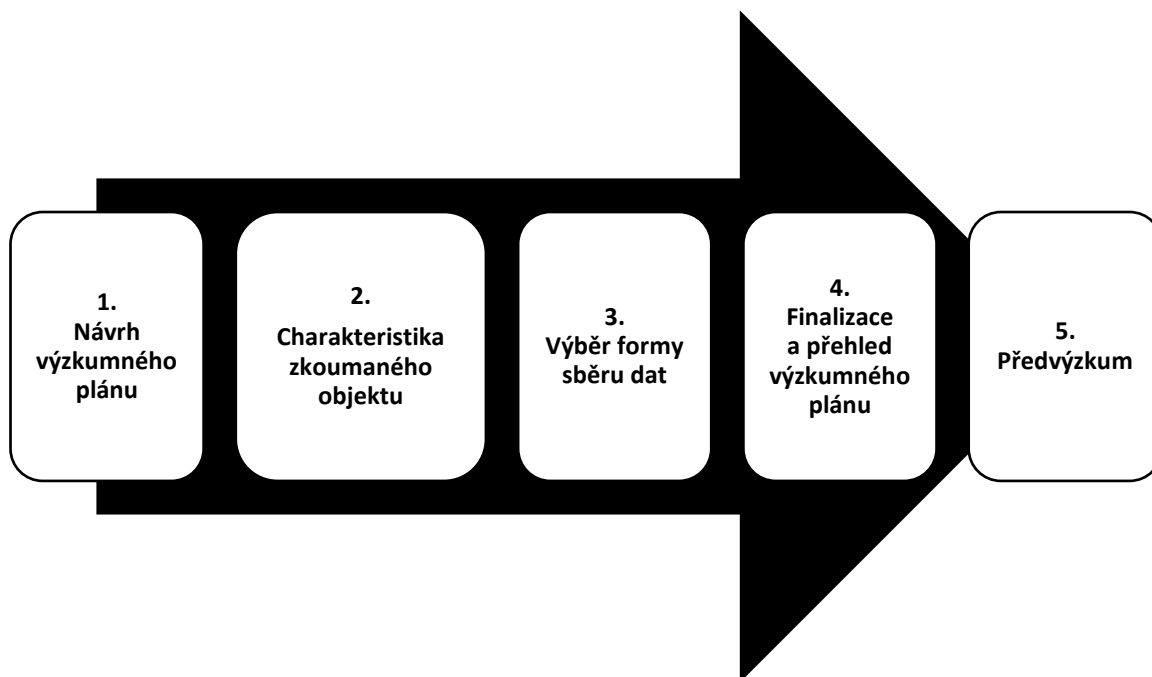 1.
Návrh
výzkumného
plánu
2.
Charakteristika
zkoumaného
objektu
3.
Výběr formy
sběru dat
4.
Finalizace
a přehled
výzkumného
plánu
5.
Předvýzkum